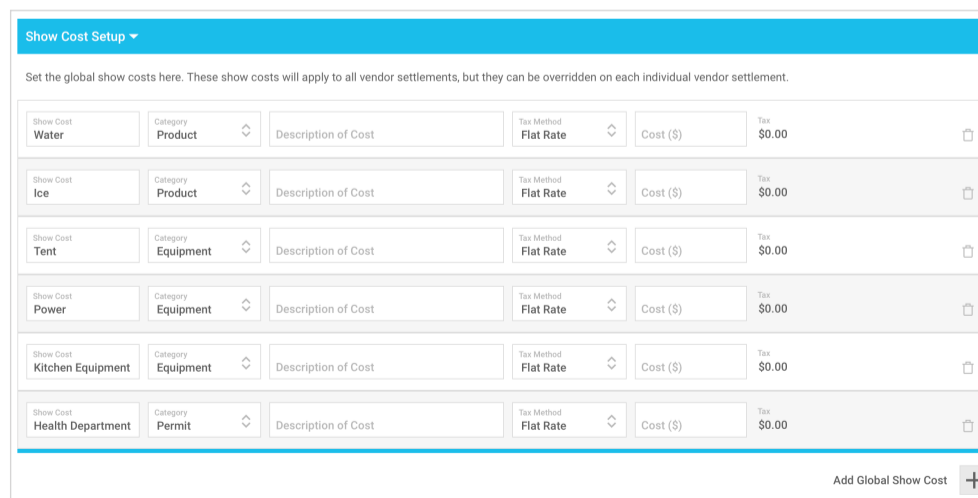 Show Cost Setup
Set the global show costs here. These show costs will apply to all vendor settlements, but they can be overridden on each individual vendor settlement.
Show Cost Category Tax Method Tax
Water Product Description of Cost Flat Rate Cost ($) $0.00
Show Cost Category Tax Method Tax
Ice Product Description of Cost Flat Rate Cost ($) $0.00
Show Cost Category Tax Method Tax
Tent Equipment Description of Cost Flat Rate Cost ($) $0.00
Show Cost Category Tax Method Tax
Power Equipment Description of Cost Flat Rate Cost ($) $0.00
Show Cost Category Tax Method Tax
Kitchen Equipment Equipment Description of Cost Flat Rate Cost ($) $0.00
Show Cost Category Tax Method Tax
Health Department Permit Description of Cost Flat Rate Cost ($) $0.00
Add Global Show Cost